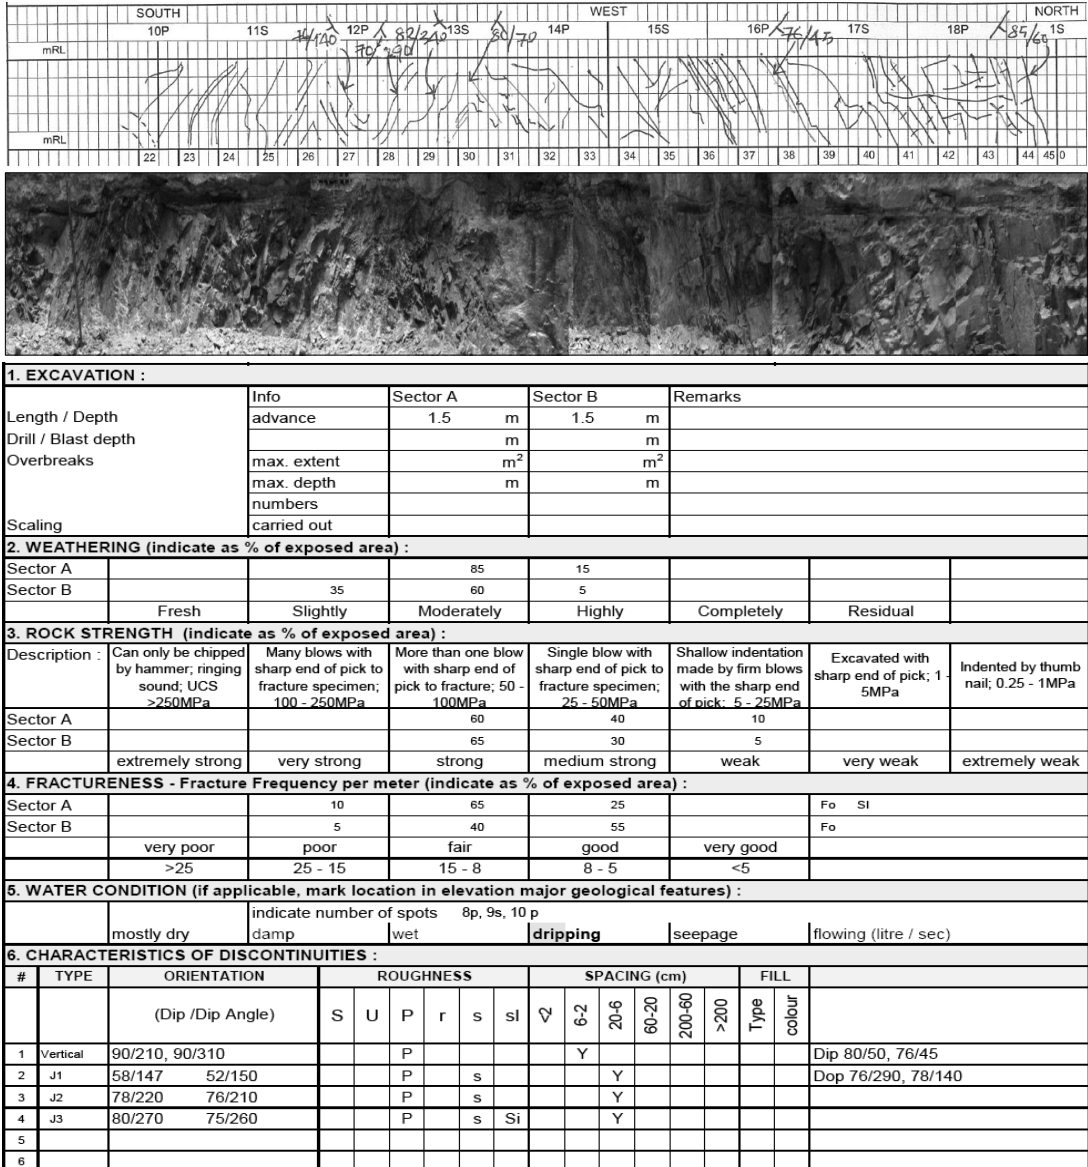 SOUTH WEST NORTH
10P 11S 12P 13S 14P 15S 16P 17S 18P 1S
82/240 80/70 76/45 85/60
mRL
mRL
22 23 24 25 26 27 28 29 30 31 32 33 34 35 36 37 38 39 40 41 42 43 44 45 0
1. EXCAVATION :
Info Sector A Sector B Remarks
Length / Depth advance 1.5 m 1.5 m
Drill / Blast depth m m
Overbreaks max. extent m² m²
max. depth m m
numbers
Scaling carried out
2. WEATHERING (indicate as % of exposed area) :
Sector A 85 15
Sector B 35 60 5
Fresh Slightly Moderately Highly Completely Residual
3. ROCK STRENGTH (indicate as % of exposed area) :
Description : Can only be chipped by hammer; ringing sound; UCS >250MPa Many blows with sharp end of pick to fracture specimen; 100 - 250MPa More than one blow with sharp end of pick to fracture; 50 - 100MPa Single blow with sharp end of pick to fracture specimen; 25 - 50MPa Shallow indentation made by firm blows with the sharp end of pick; 5 - 25MPa Excavated with sharp end of pick; 1 - 5MPa Indented by thumb nail; 0.25 - 1MPa
Sector A 60 40 10
Sector B 65 30 5
extremely strong very strong strong medium strong weak very weak extremely weak
4. FRACTURENESS - Fracture Frequency per meter (indicate as % of exposed area) :
Sector A 10 65 25 Fo Sl
Sector B 5 40 55 Fo
very poor poor fair good very good
>25 25 - 15 15 - 8 8 - 5 <5
5. WATER CONDITION (if applicable, mark location in elevation major geological features) :
indicate number of spots 8p, 9s, 10 p
mostly dry damp wet dripping seepage flowing (litre / sec)
6. CHARACTERISTICS OF DISCONTINUITIES :
# TYPE ORIENTATION ROUGHNESS SPACING (cm) FILL
(Dip /Dip Angle) S U P r s sl <2 6-2 20-6 60-20 200-60 >200 Type colour
1 Vertical 90/210, 90/310 P Y Dip 80/50, 76/45
2 J1 58/147 52/150 P s Y Dop 76/290, 78/140
3 J2 78/220 76/210 P s Y
4 J3 80/270 75/260 P s Si Y
5
6